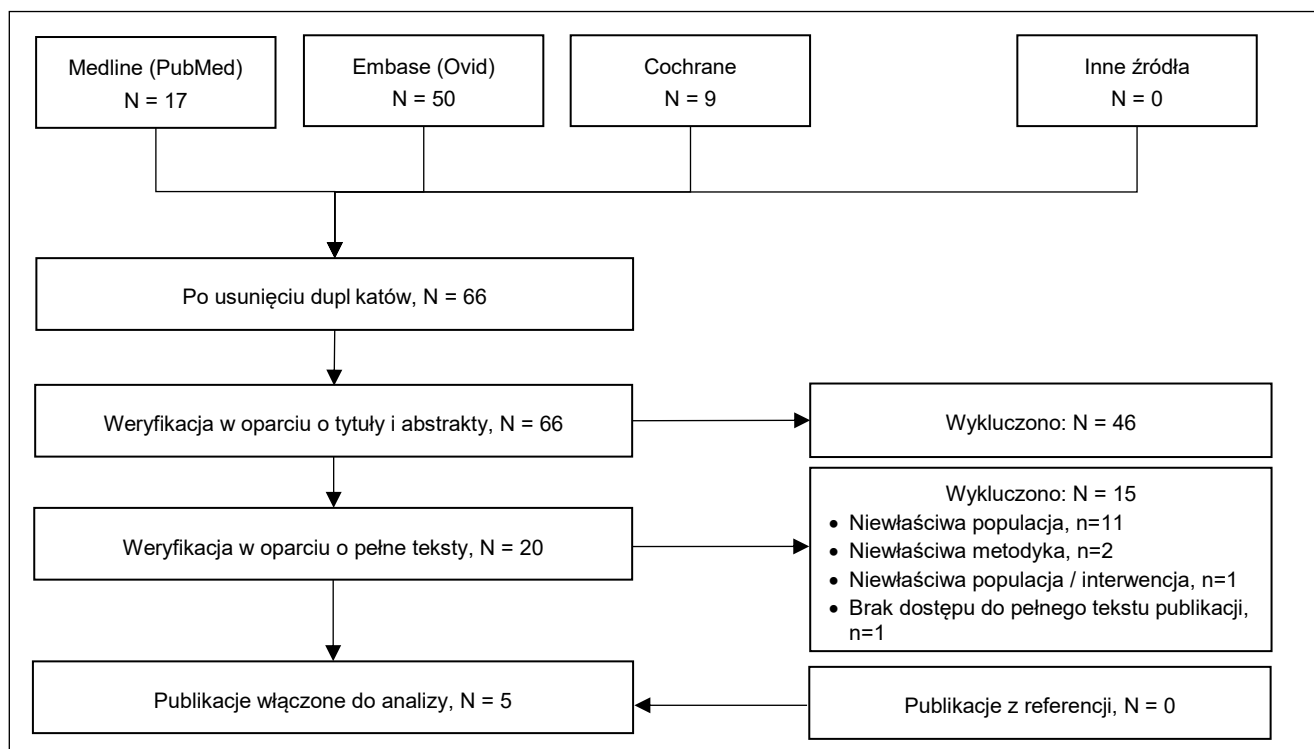 Medline (PubMed)
N = 17
Embase (Ovid)
N = 50
Cochrane
N = 9
Inne źródła
N = 0
Po usunięciu dupl katów, N = 66
Weryfikacja w oparciu o tytuły i abstrakty, N = 66
Wykluczono: N = 46
Weryfikacja w oparciu o pełne teksty, N = 20
Wykluczono: N = 15
• Niewłaściwa populacja, n=11
• Niewłaściwa metodyka, n=2
• Niewłaściwa populacja / interwencja, n=1
• Brak dostępu do pełnego tekstu publikacji,
n=1
Publikacje włączone do analizy, N = 5
Publikacje z referencji, N = 0